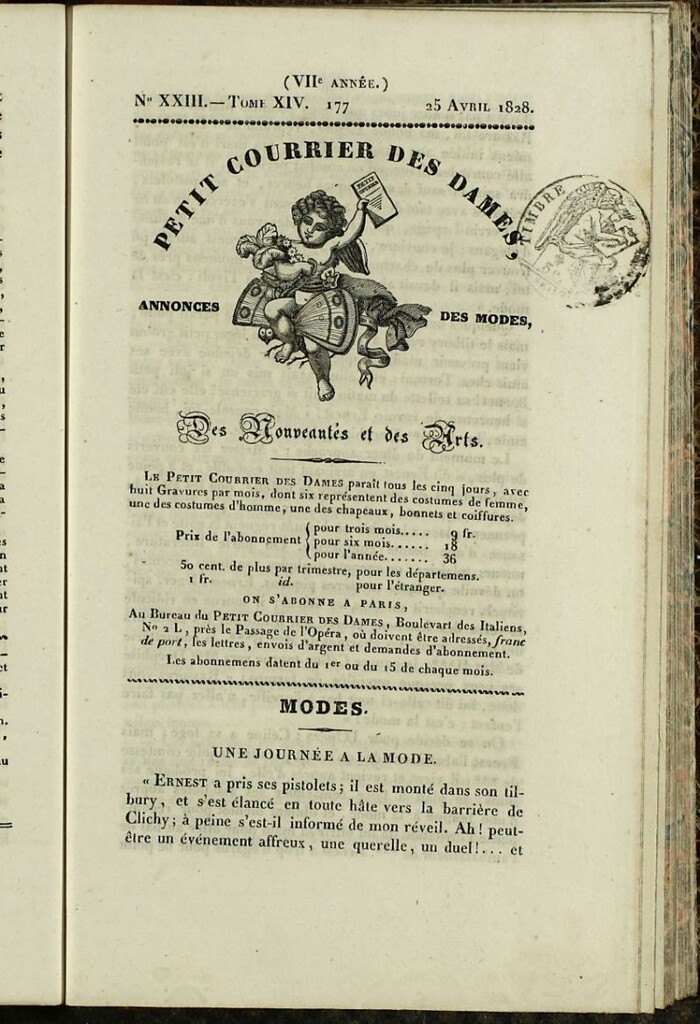 (VIIe ANNÉE.)
No XXIII.—TOME XIV. 177 25 AVRIL 1828.
PETIT COURRIER DES DAMES,
TIMBRE
PETIT
ANNONCES DES MODES,
Des Nouveautés et des Arts.
LE PETIT COURRIER DES DAMES paraît tous les cinq jours, avec
huit Gravures par mois, dont six représentent des costumes de femme,
une des costumes d'homme, une des chapeaux, bonnets et coiffures.
Prix de l'abonnement { pour trois mois..... 9 fr.
pour six mois...... 18
pour l'année....... 36
50 cent. de plus par trimestre, pour les départemens.
1 fr. id. pour l'étranger.
ON S'ABONNE A PARIS,
Au Bureau du PETIT COURRIER DES DAMES, Boulevart des Italiens,
No 2 L, près le Passage de l'Opéra, où doivent être adressés, franc
de port, les lettres, envois d'argent et demandes d'abonnement.
Les abonnemens datent du 1er ou du 15 de chaque mois.
MODES.
UNE JOURNÉE A LA MODE.
« ERNEST a pris ses pistolets; il est monté dans son til-
bury, et s'est élancé en toute hâte vers la barrière de
Clichy; à peine s'est-il informé de mon réveil. Ah! peut-
être un événement affreux, une querelle, un duel!... et